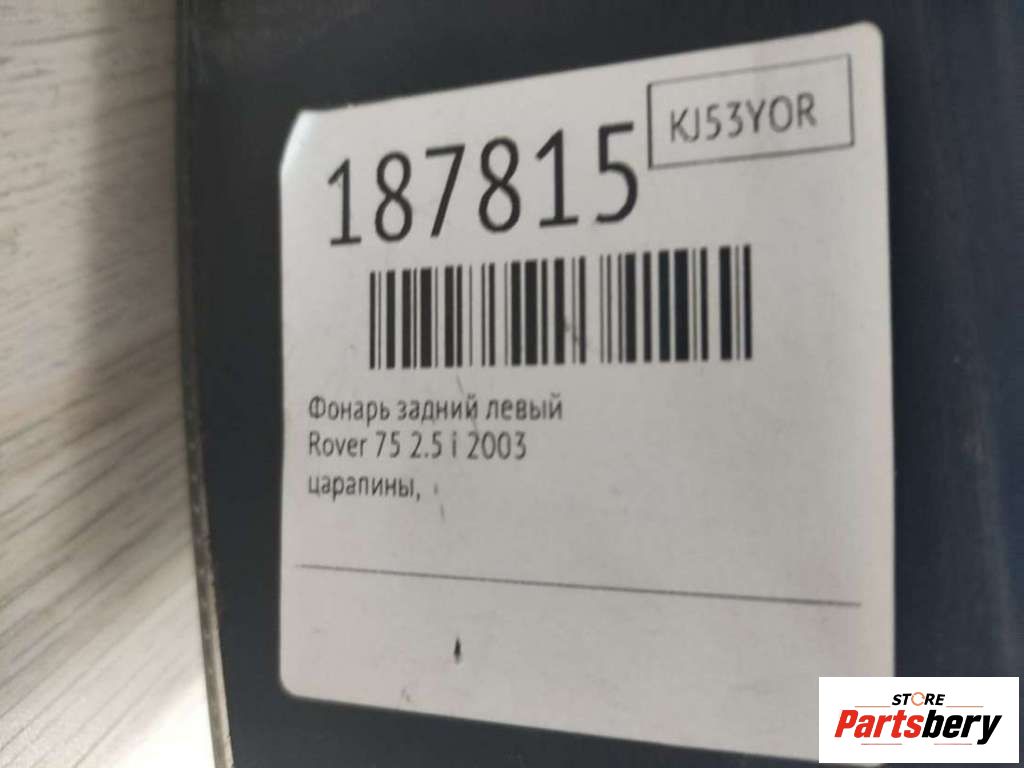 187815
KJ53YOR
Фонарь задний левый
Rover 75 2.5 i 2003
царапины,
STORE
Partsbery